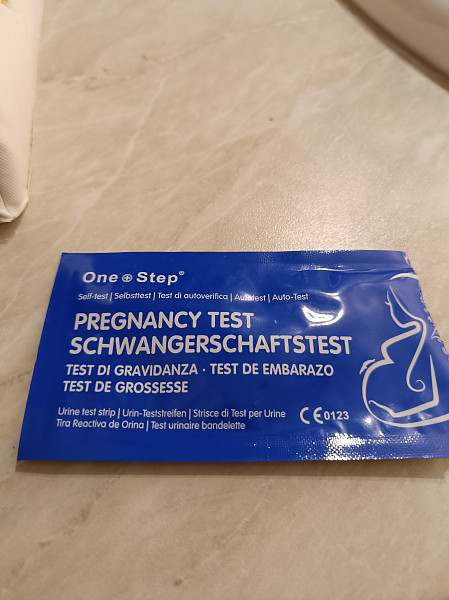 One + Step®
Self-test | Selbsttest | Test di autoverifica | Autotest | Auto-Test
PREGNANCY TEST
SCHWANGERSCHAFTSTEST
TEST DI GRAVIDANZA · TEST DE EMBARAZO
TEST DE GROSSESSE
Urine test strip | Urin-Teststreifen | Strisce di Test per Urine
Tira Reactiva de Orina | Test urinaire bandelette
CE 0123